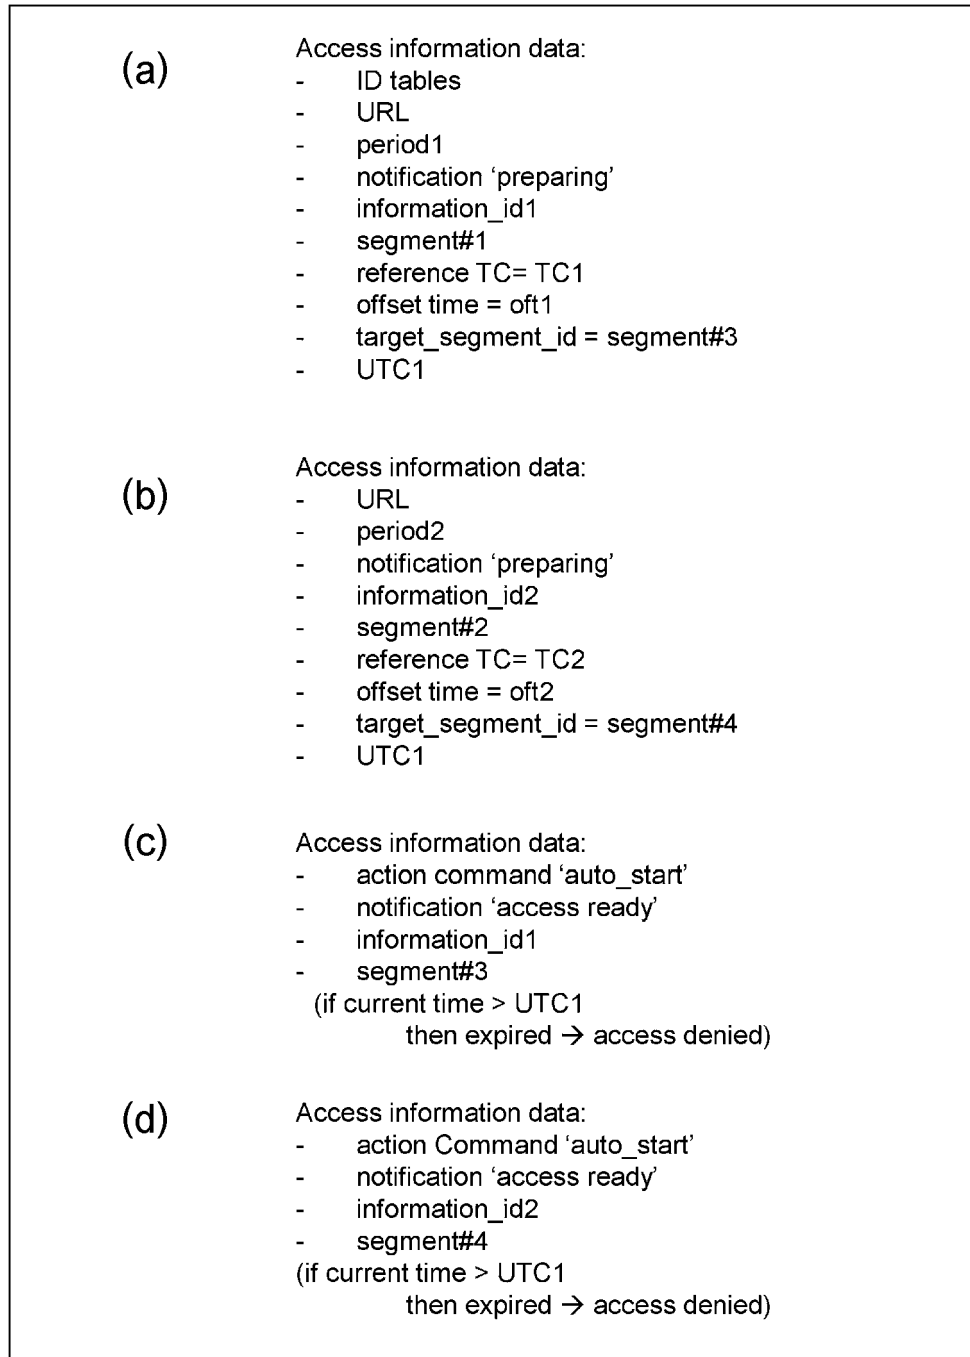 (a)
Access information data:
- ID tables
- URL
- period1
- notification ‘preparing’
- information_id1
- segment#1
- reference TC= TC1
- offset time = oft1
- target_segment_id = segment#3
- UTC1
(b)
Access information data:
- URL
- period2
- notification ‘preparing’
- information_id2
- segment#2
- reference TC= TC2
- offset time = oft2
- target_segment_id = segment#4
- UTC1
(c)
Access information data:
- action command ‘auto_start’
- notification ‘access ready’
- information_id1
- segment#3
(if current time > UTC1
then expired → access denied)
(d)
Access information data:
- action Command ‘auto_start’
- notification ‘access ready’
- information_id2
- segment#4
(if current time > UTC1
then expired → access denied)